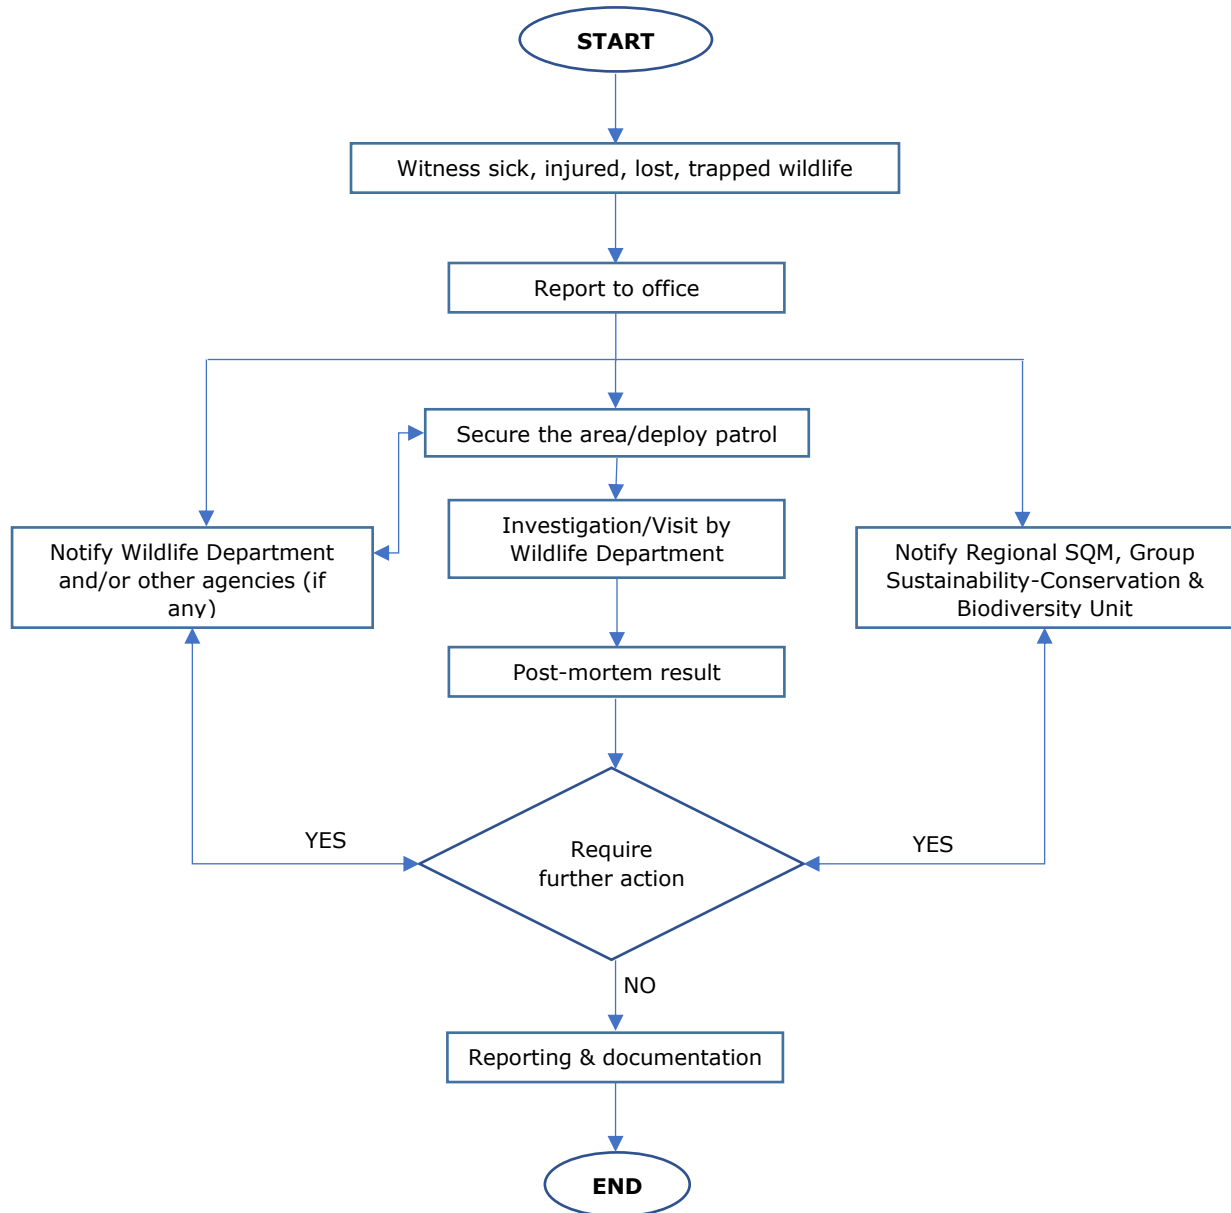 START
Witness sick, injured, lost, trapped wildlife
Report to office
Secure the area/deploy patrol
Notify Wildlife Department
and/or other agencies (if
any)
Investigation/Visit by
Wildlife Department
Notify Regional SQM, Group
Sustainability-Conservation &
Biodiversity Unit
Post-mortem result
YES
Require
further action
YES
NO
Reporting & documentation
END